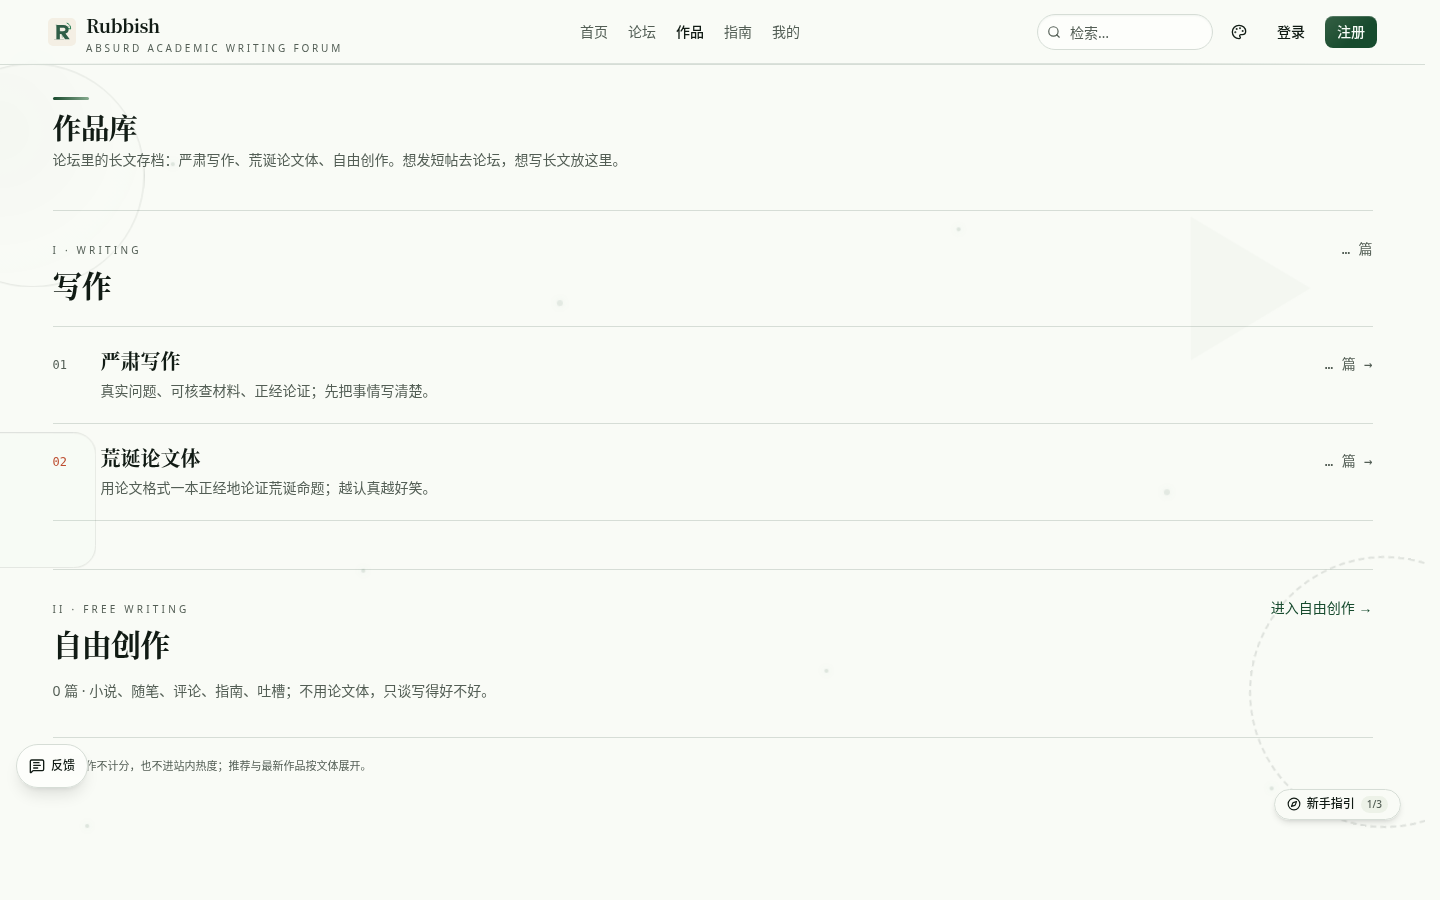 Rubbish
ABSURD ACADEMIC WRITING FORUM
首页 论坛 作品 指南 我的
检索...
登录
注册
作品库
论坛里的长文存档：严肃写作、荒诞论文体、自由创作。想发短帖去论坛，想写长文放这里。
I · WRITING
… 篇
写作
01
严肃写作
… 篇 →
真实问题、可核查材料、正经论证；先把事情写清楚。
02
荒诞论文体
… 篇 →
用论文格式一本正经地论证荒诞命题；越认真越好笑。
II · FREE WRITING
进入自由创作 →
自由创作
0 篇 · 小说、随笔、评论、指南、吐槽；不用论文体，只谈写得好不好。
反馈
作不计分，也不进站内热度；推荐与最新作品按文体展开。
新手指引 1/3